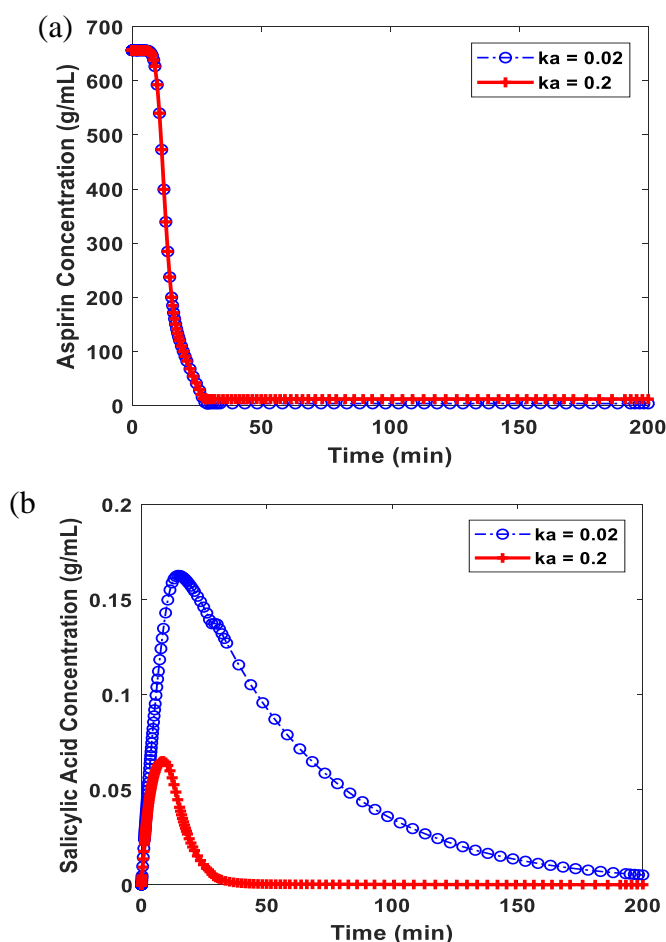 (a)
700
600
500
400
300
200
100
0
Aspirin Concentration (g/mL)
ka = 0.02
ka = 0.2
0 50 100 150 200
Time (min)
(b
0.2
0.15
0.1
0.05
0
Salicylic Acid Concentration (g/mL)
ka = 0.02
ka = 0.2
0 50 100 150 200
Time (min)